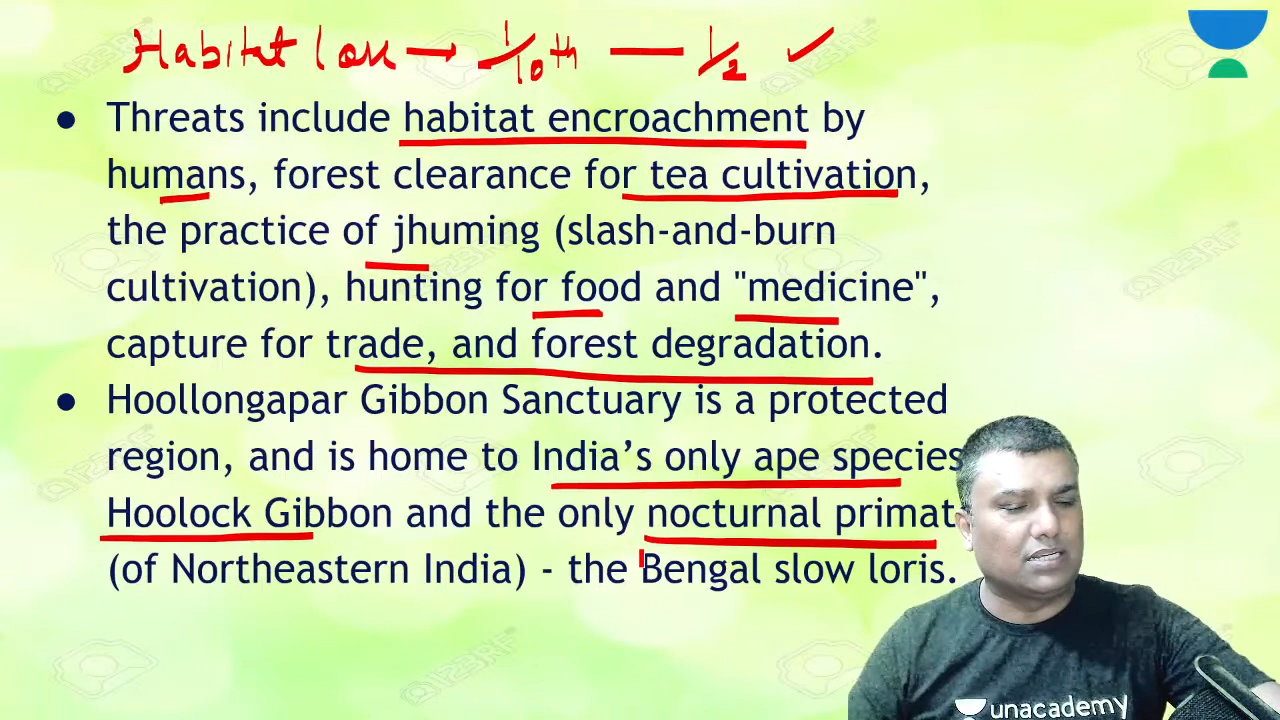 Habitat loss → 1/10th — 1/2 ✓
● Threats include habitat encroachment by
humans, forest clearance for tea cultivation,
the practice of jhuming (slash-and-burn
cultivation), hunting for food and "medicine",
capture for trade, and forest degradation.
● Hoollongapar Gibbon Sanctuary is a protected
region, and is home to India’s only ape species
Hoolock Gibbon and the only nocturnal primat
(of Northeastern India) - the Bengal slow loris.
unacademy